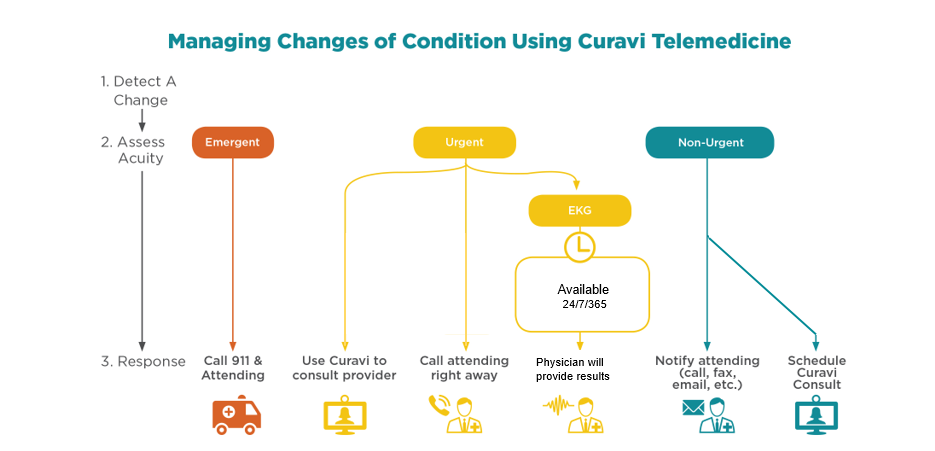 Managing Changes of Condition Using Curavi Telemedicine
1. Detect A
Change
2. Assess
Acuity
Emergent
Urgent
Non-Urgent
EKG
Available
24/7/365
3. Response
Call 911 &
Attending
Use Curavi to
consult provider
Call attending
right away
Physician will
provide results
Notify attending
(call, fax,
email, etc.)
Schedule
Curavi
Consult